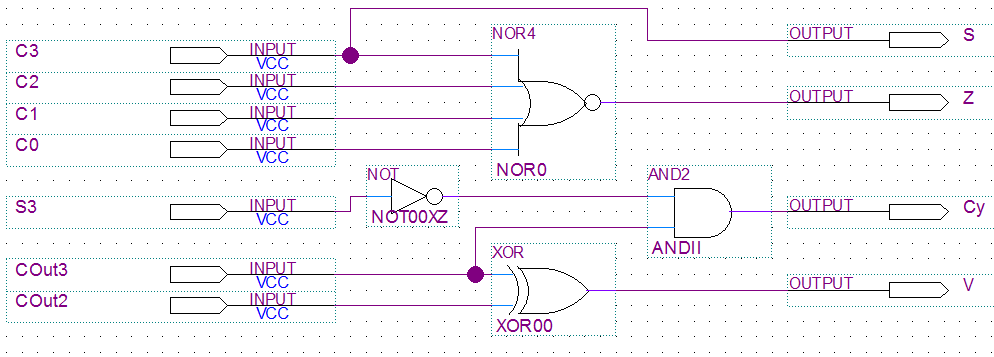 NOR4
OUTPUT S
C3 INPUT
VCC
C2 INPUT
VCC
OUTPUT Z
C1 INPUT
VCC
C0 INPUT
VCC
NOR0
NOT
AND2
S3 INPUT
VCC
NOT00XZ
OUTPUT Cy
ANDII
XOR
COut3 INPUT
VCC
OUTPUT V
COut2 INPUT
VCC
XOR00